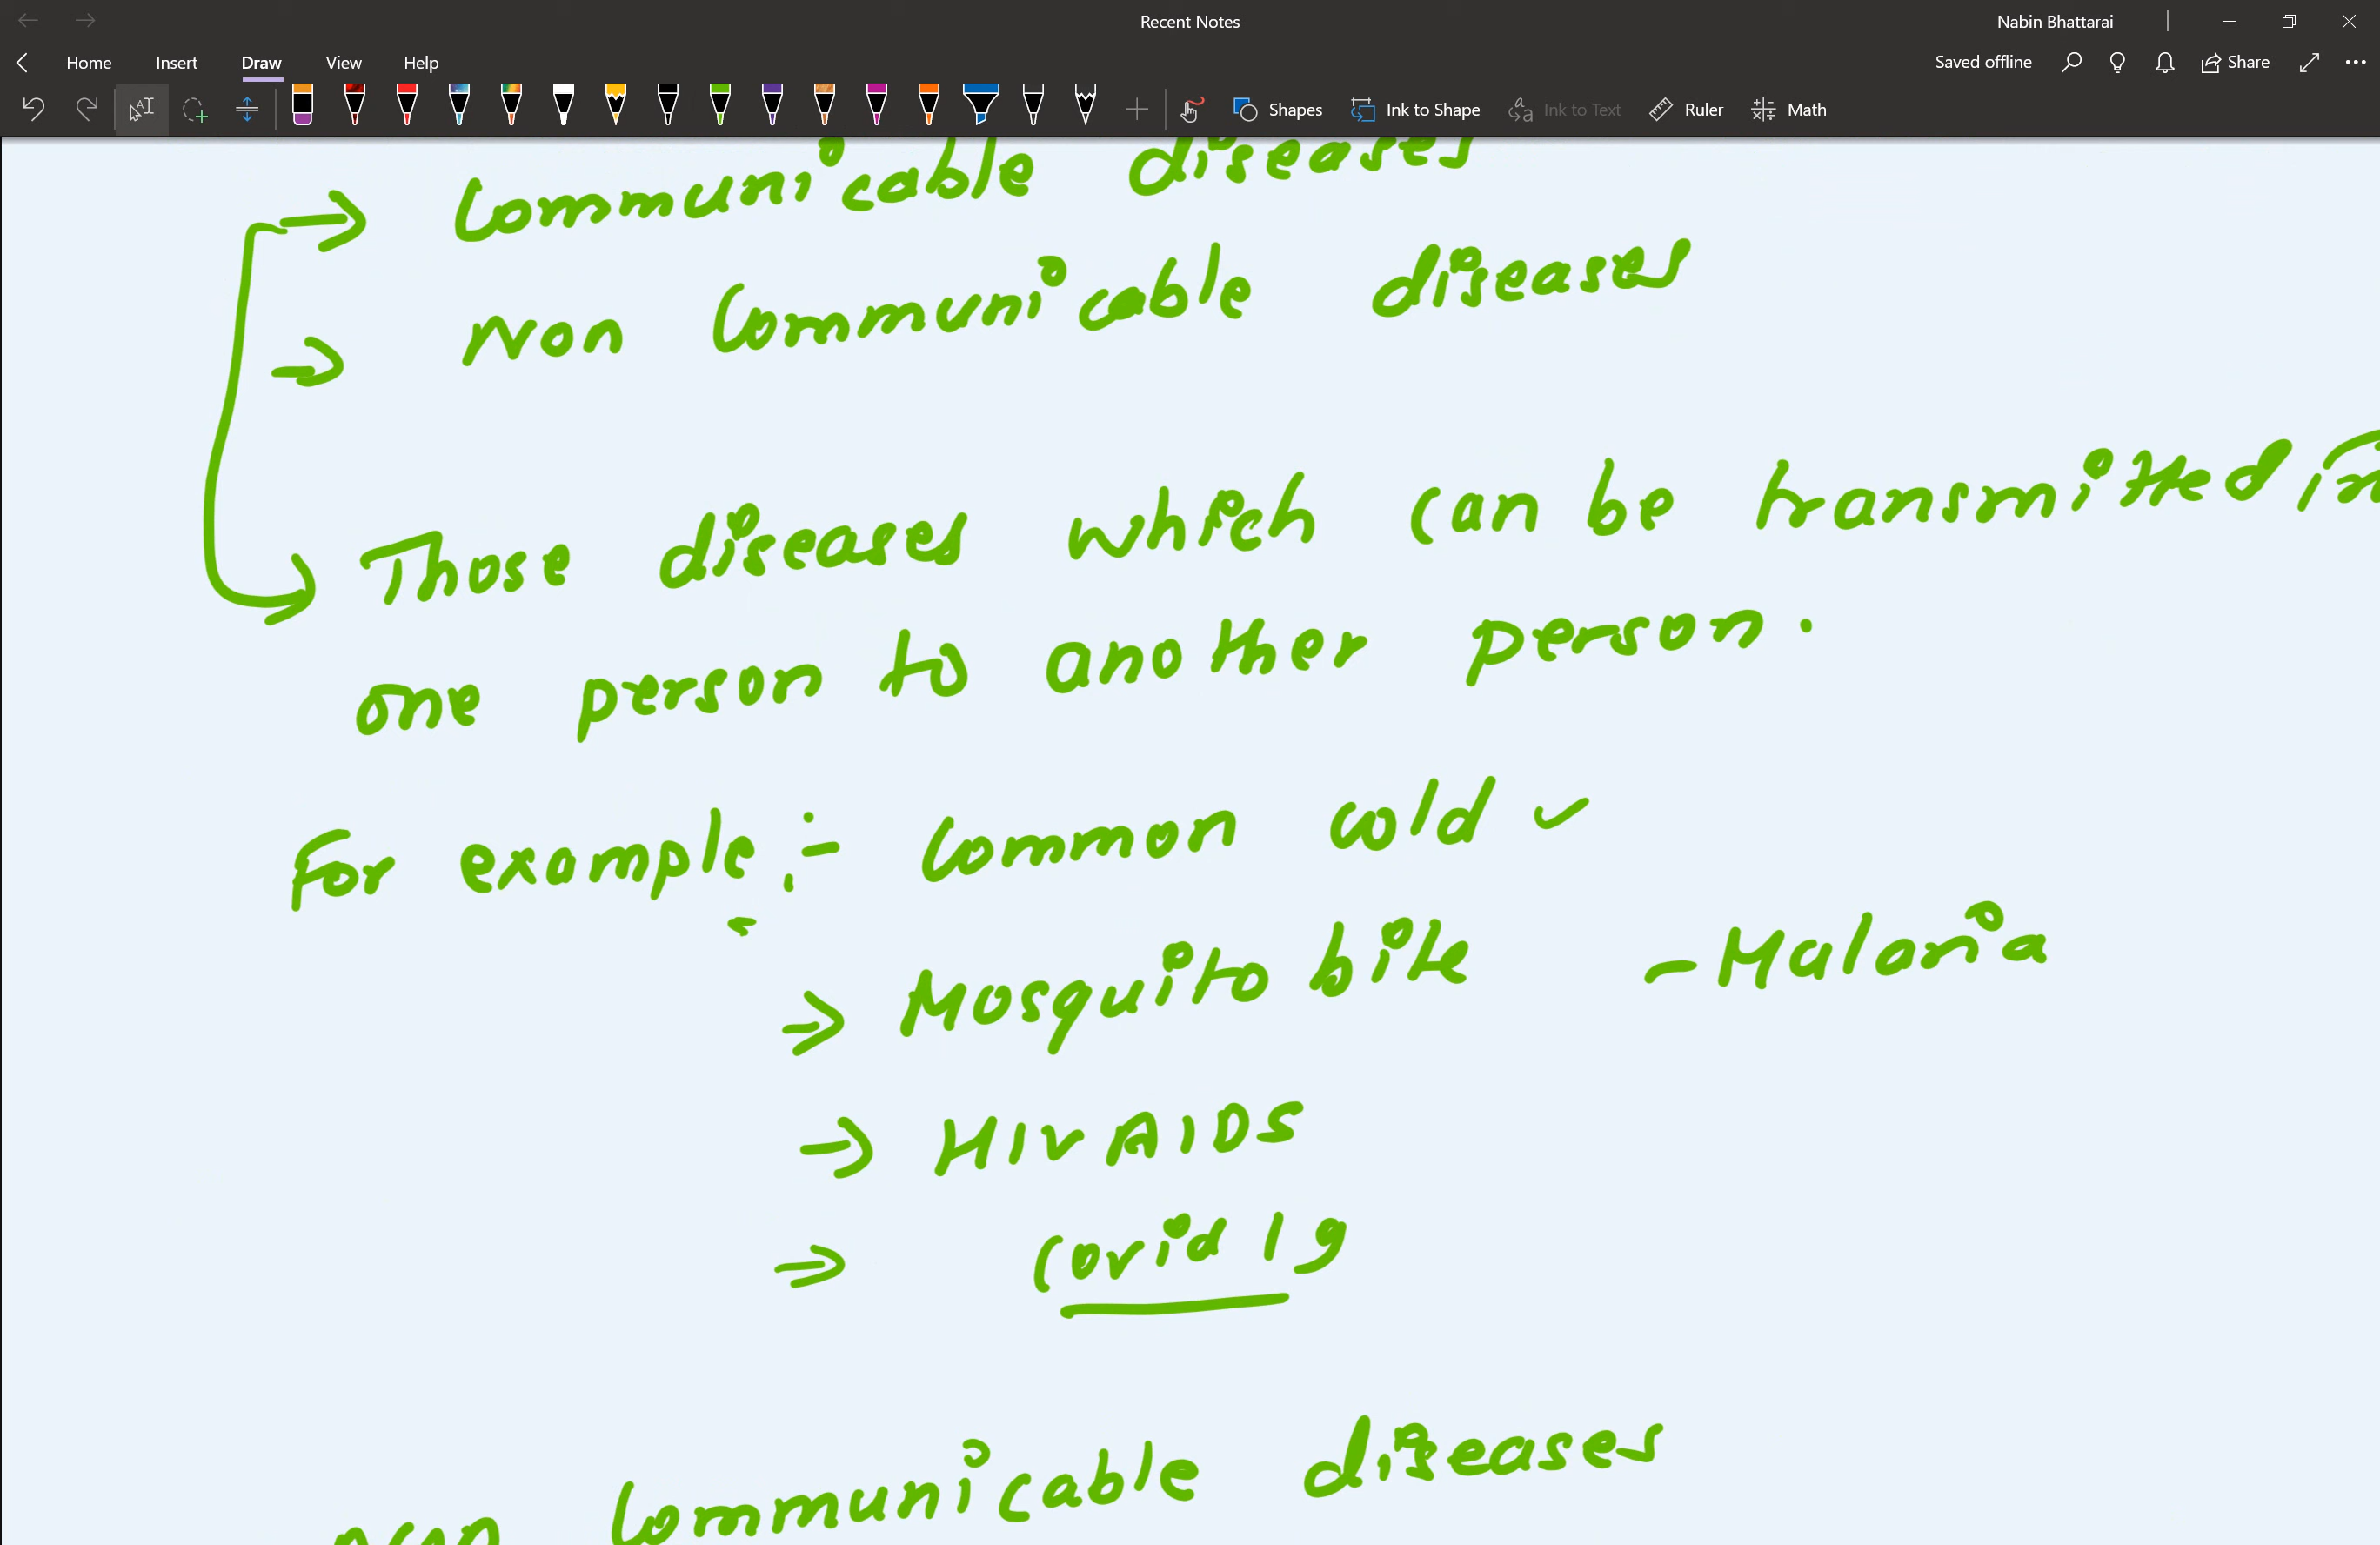 Recent Notes
Nabin Bhattarai
Home Insert Draw View Help
Saved offline
Share
Shapes Ink to Shape Ink to Text Ruler Math
→ Communicable diseases
→ Non Communicable diseases
Those diseases which can be transmitted
one person to another person.
For example :- Common cold ✓
→ Mosquito bite - Malaria
→ HIV AIDS
→ Covid 19
non Communicable diseases